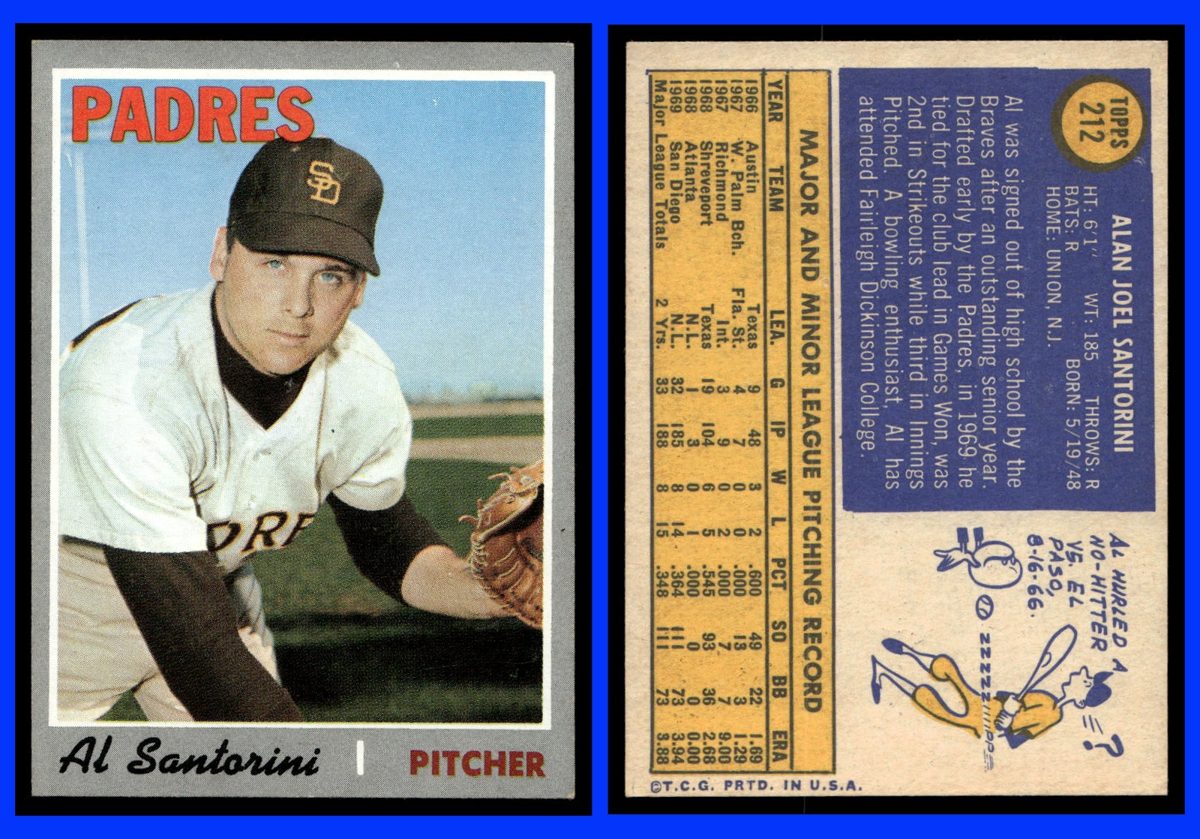 PADRES
SD
DRE
Al Santorini
PITCHER
TOPPS
212
ALAN JOEL SANTORINI
HT: 6'1" WT: 185 THROWS: R
BATS: R BORN: 5/19/48
HOME: UNION, N.J.
Al was signed out of high school by the
Braves after an outstanding senior year.
Drafted early by the Padres, in 1969 he
tied for the club lead in Games Won, was
2nd in Strikeouts while third in Innings
Pitched. A bowling enthusiast, Al has
attended Fairleigh Dickinson College.
AL HURLED A
NO-HITTER
VS. EL
PASO,
8-16-66.
=?
ZZZZZIIIPPP
MAJOR AND MINOR LEAGUE PITCHING RECORD
YEAR TEAM LEA. G IP W L PCT SO BB ERA
1966 Austin Texas 9 48 3 2 .600 49 22 1.69
1967 W. Palm Bch. Fla. St. 4 7 0 0 .000 13 3 1.29
1967 Richmond Int. 3 9 0 2 .000 7 7 9.00
1968 Shreveport Texas 19 104 6 5 .545 93 36 2.68
1968 Atlanta N.L. 1 3 0 1 .000 0 0 0.00
1969 San Diego N.L. 32 185 8 14 .364 111 73 3.94
Major League Totals 2 Yrs. 33 188 8 15 .348 111 73 3.88
©T.C.G. PRTD. IN U.S.A.